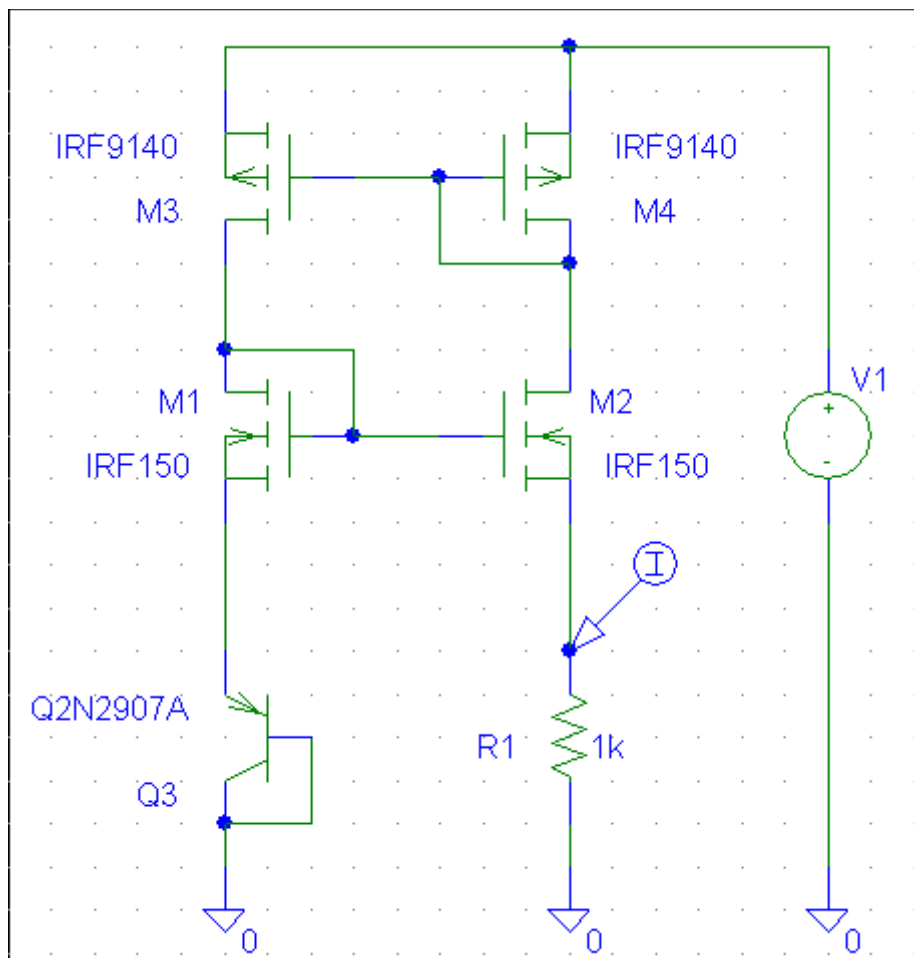 IRF9140
IRF9140
M3
M4
M1
M2
V1
+
-
IRF150
IRF150
I
Q2N2907A
R1
1k
Q3
0
0
0